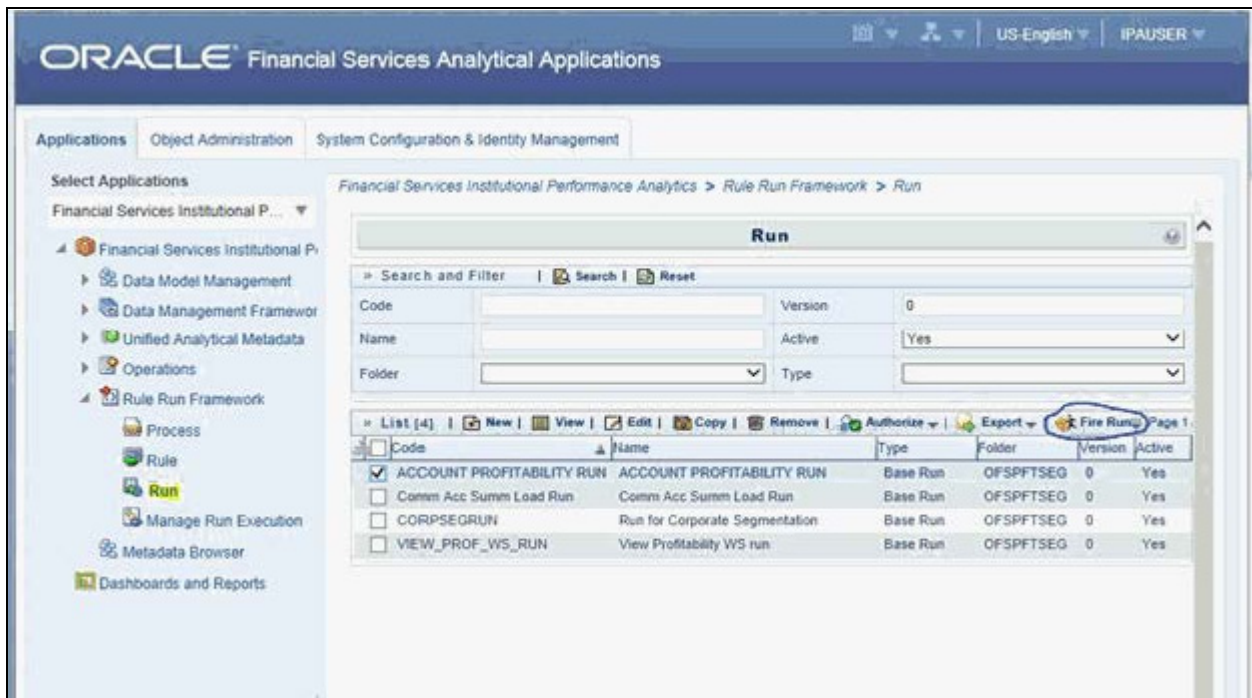 US-English IPAUSER
ORACLE Financial Services Analytical Applications
Applications Object Administration System Configuration & Identity Management
Select Applications
Financial Services Institutional P...
Financial Services Institutional P
Data Model Management
Data Management Framewor
Unified Analytical Metadata
Operations
Rule Run Framework
Process
Rule
Run
Manage Run Execution
Metadata Browser
Dashboards and Reports
Financial Services Institutional Performance Analytics > Rule Run Framework > Run
Run
» Search and Filter | Search | Reset
Code Version 0
Name Active Yes
Folder Type
» List [4] | New | View | Edit | Copy | Remove | Authorize | Export | Fire Run Page 1
Code Name Type Folder Version Active
ACCOUNT PROFITABILITY RUN ACCOUNT PROFITABILITY RUN Base Run OFSPFTSEG 0 Yes
Comm Acc Summ Load Run Comm Acc Summ Load Run Base Run OFSPFTSEG 0 Yes
CORPSEGRUN Run for Corporate Segmentation Base Run OFSPFTSEG 0 Yes
VIEW_PROF_WS_RUN View Profitability WS run Base Run OFSPFTSEG 0 Yes